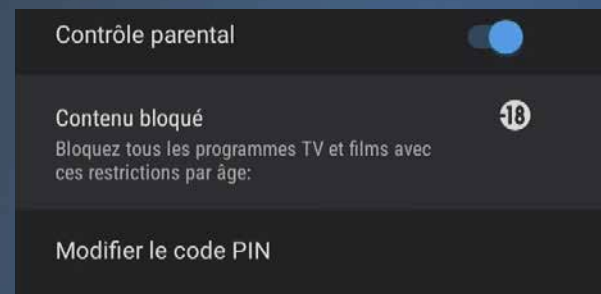 Contrôle parental
Contenu bloqué
-18
Bloquez tous les programmes TV et films avec
ces restrictions par âge:
Modifier le code PIN